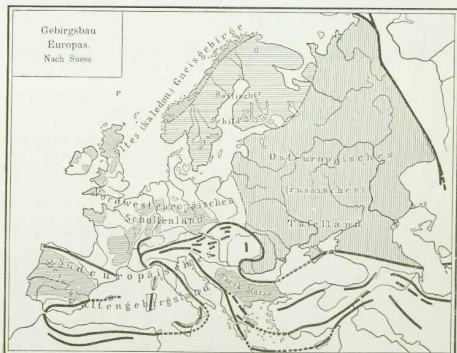 Gebirgsbau
Europas.
Nach Suess
Altes (kaledon.) Gneisgebirge
Baltischer
Schild
Osteuropäisches
(russisches)
Tafelland
Nordwesteuropäisches
Schollenland
Südeuropäisches
Faltengebirgsland